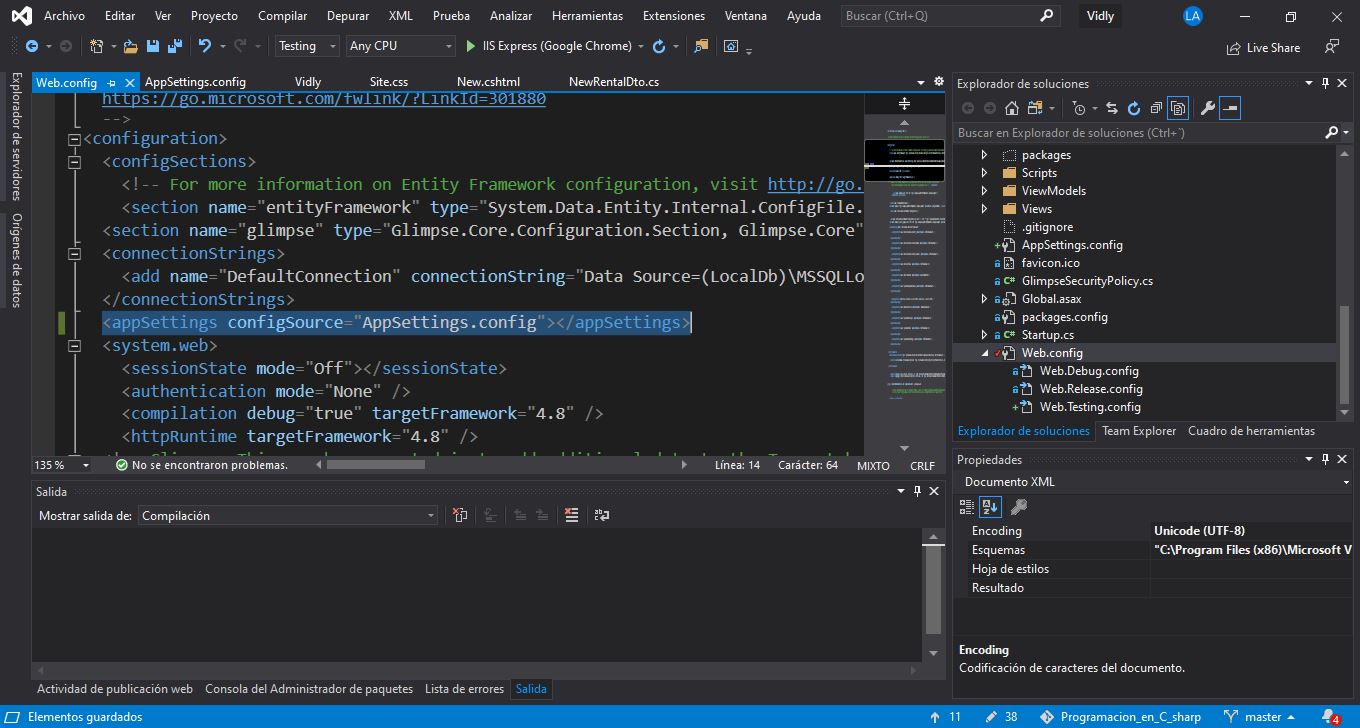 Archivo Editar Ver Proyecto Compilar Depurar XML Prueba Analizar Herramientas Extensiones Ventana Ayuda Buscar (Ctrl+Q) Vidly LA
Testing Any CPU IIS Express (Google Chrome) Live Share
Explorador de servidores
Orígenes de datos
Web.config AppSettings.config Vidly Site.css New.cshtml NewRentalDto.cs
https://go.microsoft.com/fwlink/?LinkId=301880
-->
<configuration>
<configSections>
<!-- For more information on Entity Framework configuration, visit http://go.
<section name="entityFramework" type="System.Data.Entity.Internal.ConfigFile.
<section name="glimpse" type="Glimpse.Core.Configuration.Section, Glimpse.Core"
<connectionStrings>
<add name="DefaultConnection" connectionString="Data Source=(LocalDb)\MSSQLLo
</connectionStrings>
<appSettings configSource="AppSettings.config"></appSettings>
<system.web>
<sessionState mode="Off"></sessionState>
<authentication mode="None" />
<compilation debug="true" targetFramework="4.8" />
<httpRuntime targetFramework="4.8" />
135 % No se encontraron problemas. Línea: 14 Carácter: 64 MIXTO CRLF
Salida
Mostrar salida de: Compilación
Actividad de publicación web Consola del Administrador de paquetes Lista de errores Salida
Explorador de soluciones
Buscar en Explorador de soluciones (Ctrl+´)
packages
Scripts
ViewModels
Views
.gitignore
AppSettings.config
favicon.ico
C# GlimpseSecurityPolicy.cs
Global.asax
packages.config
C# Startup.cs
Web.config
Web.Debug.config
Web.Release.config
Web.Testing.config
Explorador de soluciones Team Explorer Cuadro de herramientas
Propiedades
Documento XML
Encoding Unicode (UTF-8)
Esquemas "C:\Program Files (x86)\Microsoft V
Hoja de estilos
Resultado
Encoding
Codificación de caracteres del documento.
Elementos guardados 11 38 Programacion_en_C_sharp master 4